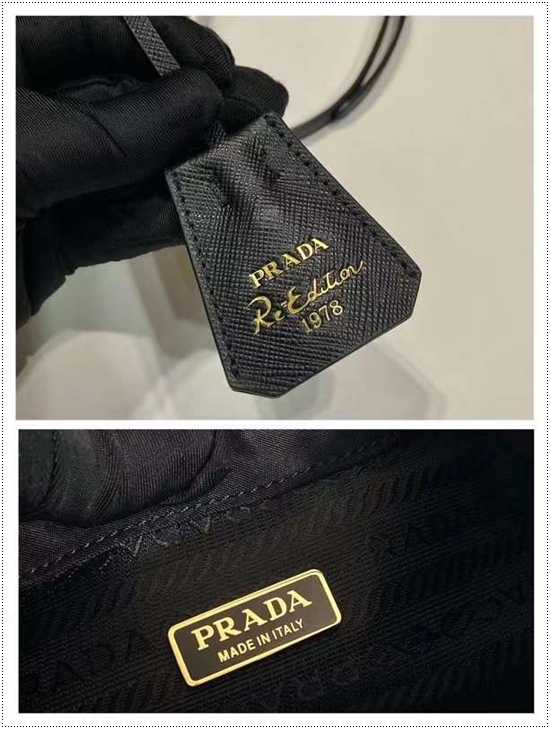 PRADA
Re-Edition
1978
PRADA
MADE IN ITALY